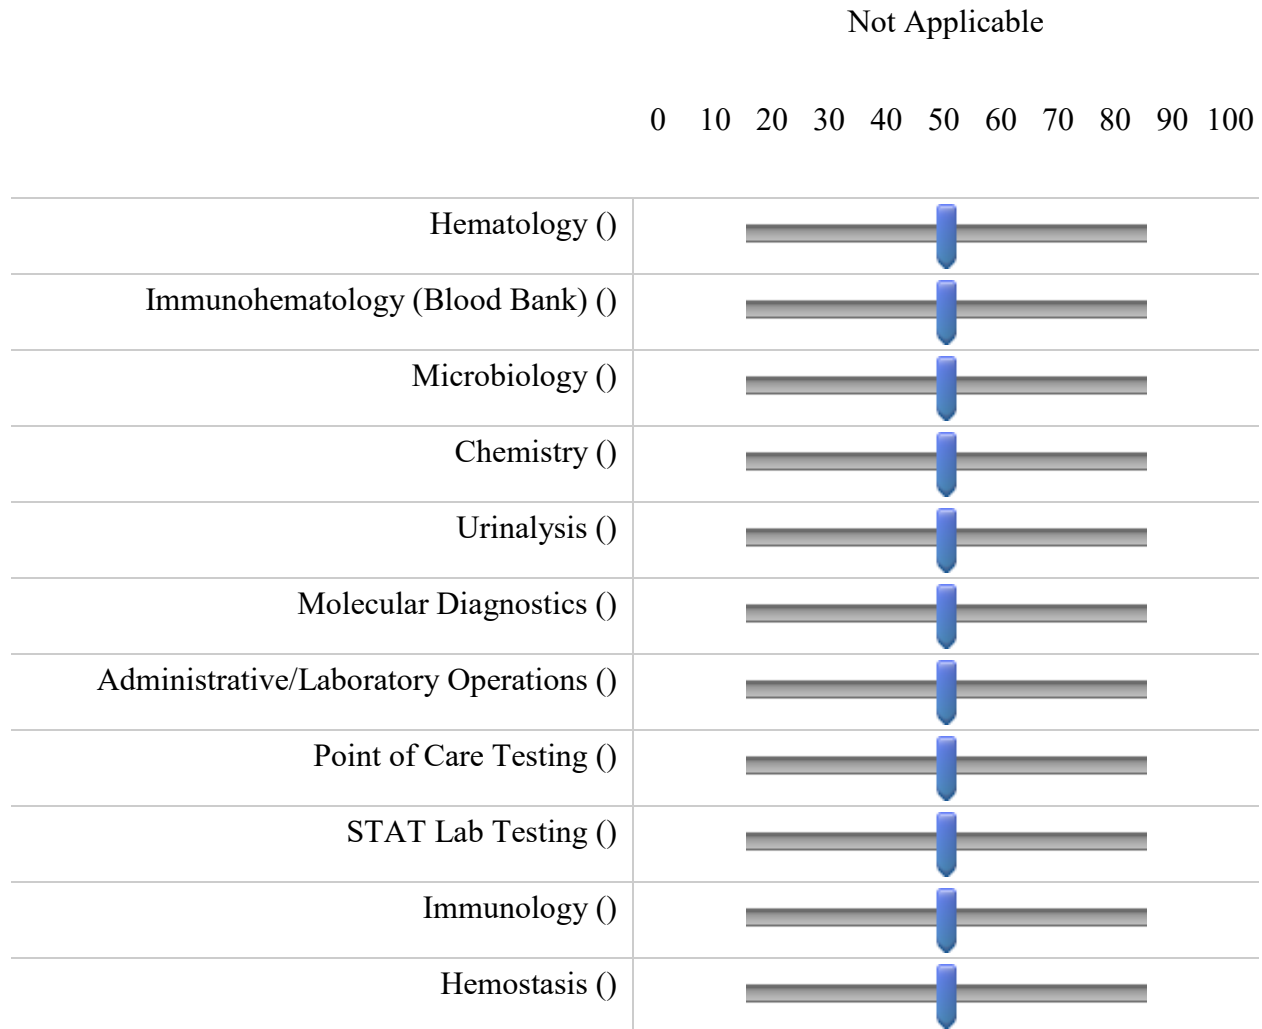 Not Applicable
0 10 20 30 40 50 60 70 80 90 100
Hematology ()
Immunohematology (Blood Bank) ()
Microbiology ()
Chemistry ()
Urinalysis ()
Molecular Diagnostics ()
Administrative/Laboratory Operations ()
Point of Care Testing ()
STAT Lab Testing ()
Immunology ()
Hemostasis ()